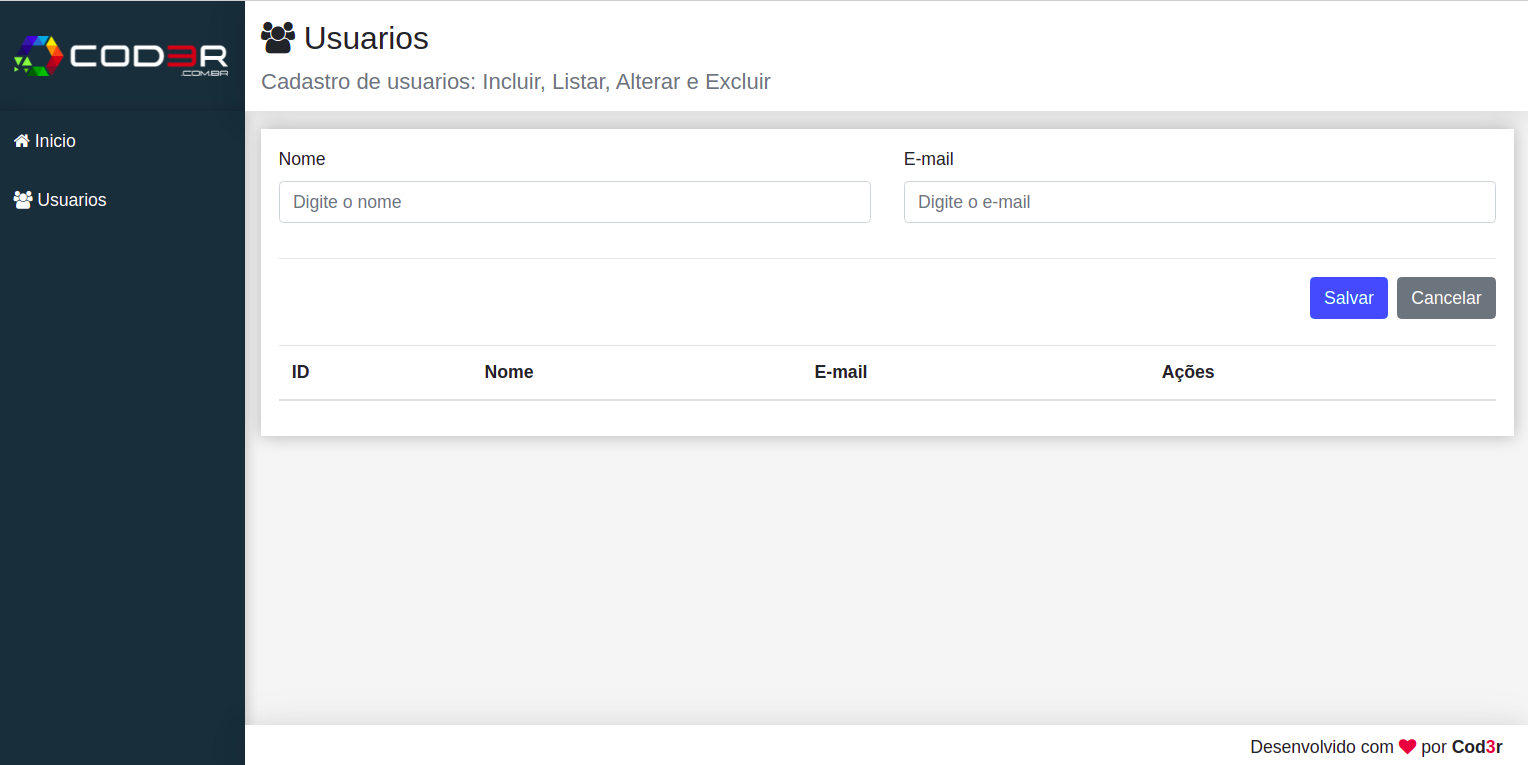 COD3R
.COM.BR
Inicio
Usuarios
Usuarios
Cadastro de usuarios: Incluir, Listar, Alterar e Excluir
Nome E-mail
Digite o nome Digite o e-mail
Salvar Cancelar
ID Nome E-mail Ações
Desenvolvido com por Cod3r